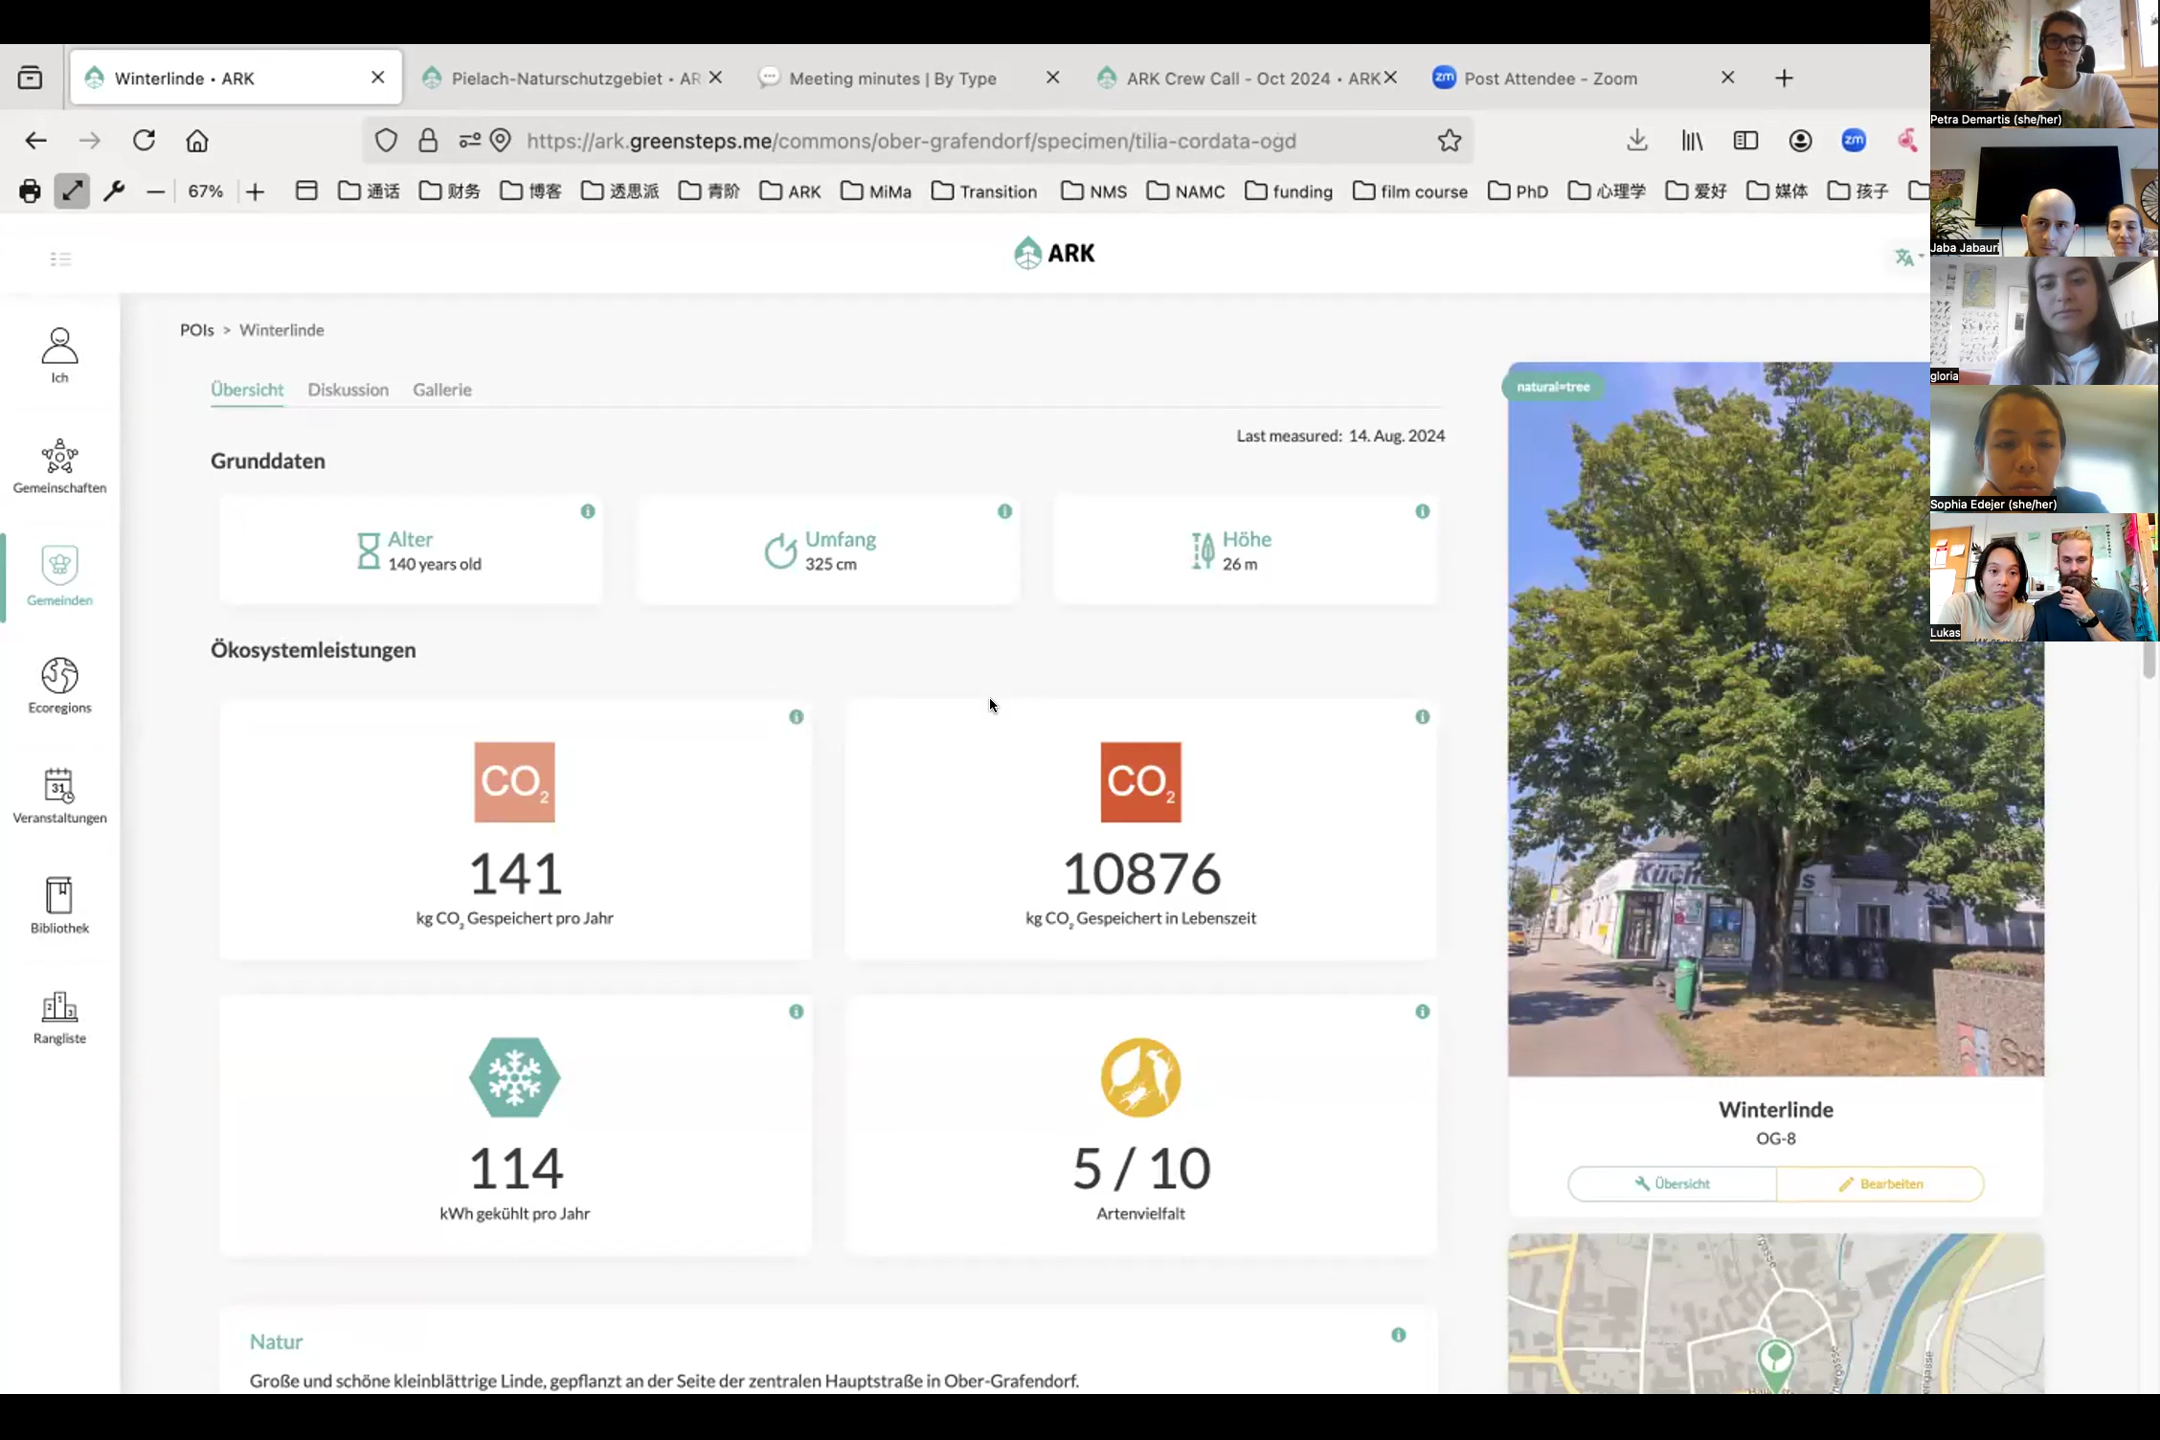 Winterlinde • ARK
Pielach-Naturschutzgebiet • AR
Meeting minutes | By Type
ARK Crew Call - Oct 2024 • ARK
zm Post Attendee - Zoom
https://ark.greensteps.me/commons/ober-grafendorf/specimen/tilia-cordata-ogd
zm
67%
通话
财务
博客
透思派
青阶
ARK
MiMa
Transition
NMS
NAMC
funding
film course
PhD
心理学
爱好
媒体
孩子
Petra Demartis (she/her)
Jaba Jabauri
gloria
Sophia Edejer (she/her)
Lukas
ARK
Ich
Gemeinschaften
Gemeinden
Ecoregions
31
Veranstaltungen
Bibliothek
2 1 3
Rangliste
POIs > Winterlinde
Übersicht Diskussion Gallerie
Last measured: 14. Aug. 2024
Grunddaten
Alter
140 years old
Umfang
325 cm
Höhe
26 m
Ökosystemleistungen
CO₂
141
kg CO₂ Gespeichert pro Jahr
CO₂
10876
kg CO₂ Gespeichert in Lebenszeit
114
kWh gekühlt pro Jahr
5 / 10
Artenvielfalt
Natur
Große und schöne kleinblättrige Linde, gepflanzt an der Seite der zentralen Hauptstraße in Ober-Grafendorf.
natural=tree
Winterlinde
OG-8
Übersicht
Bearbeiten